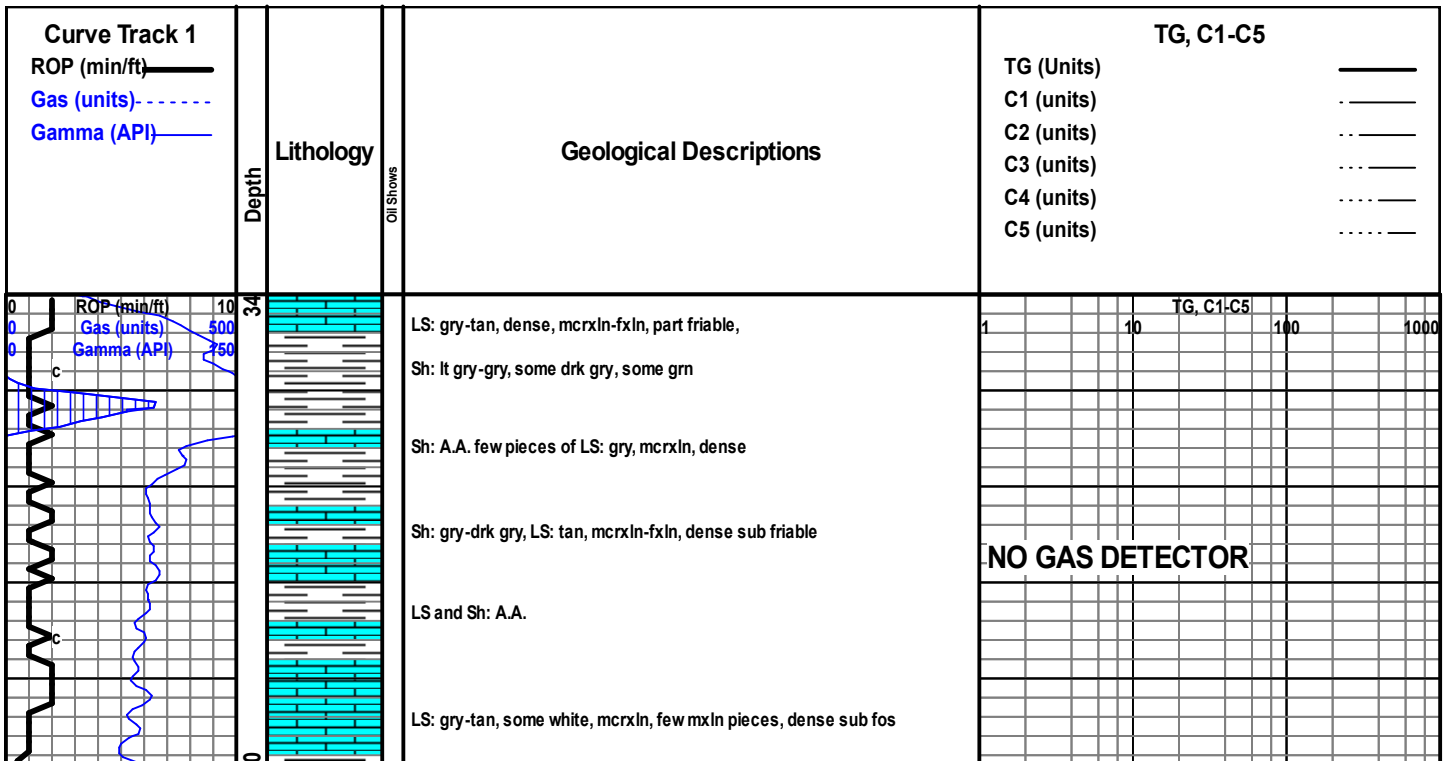 Curve Track 1
ROP (min/ft)
Gas (units)
Gamma (API)
Depth
Lithology
Oil Shows
Geological Descriptions
TG, C1-C5
TG (Units)
C1 (units)
C2 (units)
C3 (units)
C4 (units)
C5 (units)
0 ROP (min/ft) 10
0 Gas (units) 500
0 Gamma (API) 150
34
TG, C1-C5
1 10 100 1000
LS: gry-tan, dense, mcrxln-fxln, part friable,
Sh: lt gry-gry, some drk gry, some grn
c
Sh: A.A. few pieces of LS: gry, mcrxln, dense
Sh: gry-drk gry, LS: tan, mcrxln-fxln, dense sub friable
NO GAS DETECTOR
LS and Sh: A.A.
c
LS: gry-tan, some white, mcrxln, few mxln pieces, dense sub fos
0